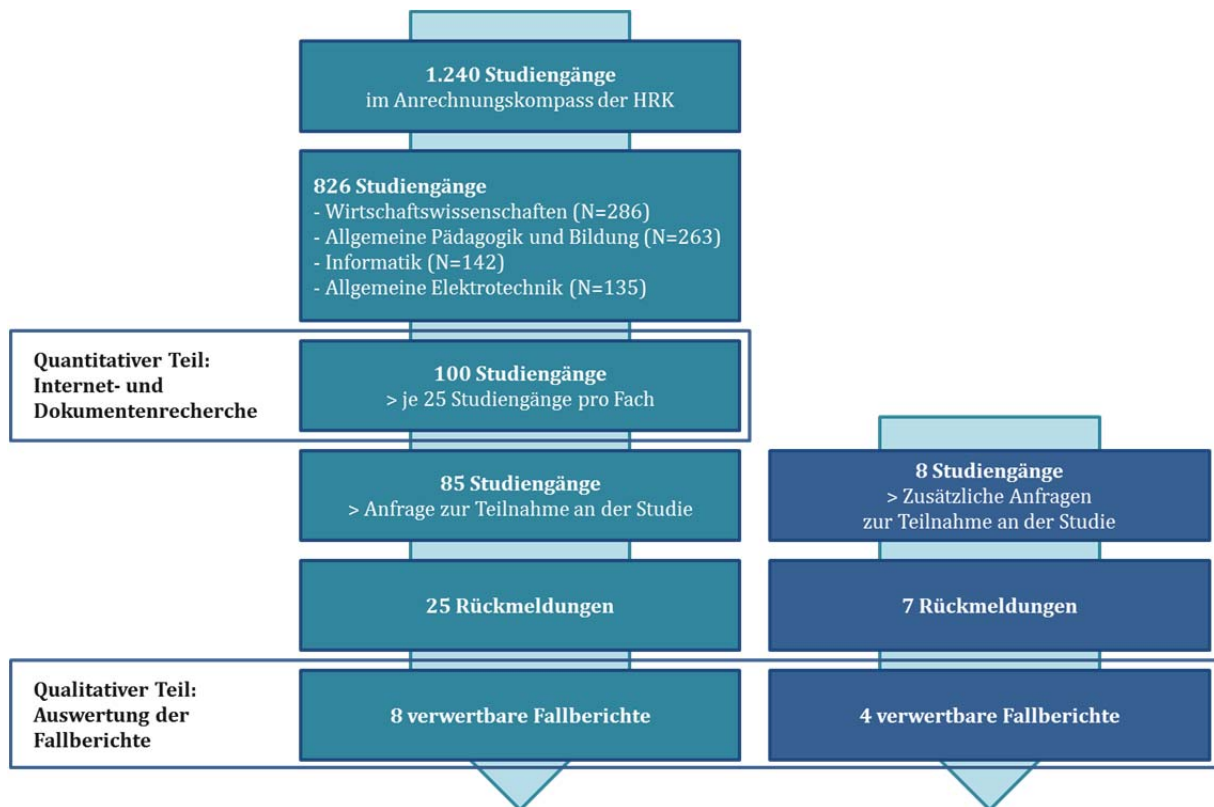 1.240 Studiengänge
im Anrechnungskompass der HRK
826 Studiengänge
- Wirtschaftswissenschaften (N=286)
- Allgemeine Pädagogik und Bildung (N=263)
- Informatik (N=142)
- Allgemeine Elektrotechnik (N=135)
Quantitativer Teil:
Internet- und
Dokumentenrecherche
100 Studiengänge
> je 25 Studiengänge pro Fach
85 Studiengänge
> Anfrage zur Teilnahme an der Studie
8 Studiengänge
> Zusätzliche Anfragen
zur Teilnahme an der Studie
25 Rückmeldungen
7 Rückmeldungen
Qualitativer Teil:
Auswertung der
Fallberichte
8 verwertbare Fallberichte
4 verwertbare Fallberichte